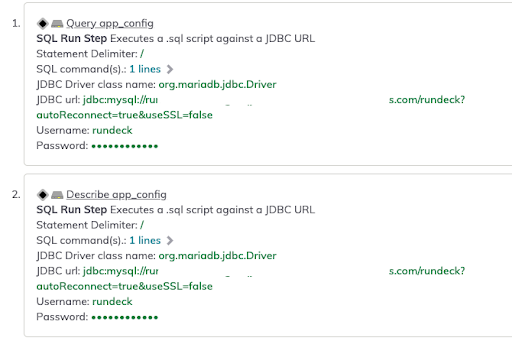 1. Query app_config
SQL Run Step Executes a .sql script against a JDBC URL
Statement Delimiter: /
SQL command(s).: 1 lines
JDBC Driver class name: org.mariadb.jdbc.Driver
JDBC url: jdbc:mysql://rur s.com/rundeck?
autoReconnect=true&useSSL=false
Username: rundeck
Password: ••••••••••••
2. Describe app_config
SQL Run Step Executes a .sql script against a JDBC URL
Statement Delimiter: /
SQL command(s).: 1 lines
JDBC Driver class name: org.mariadb.jdbc.Driver
JDBC url: jdbc:mysql://rur s.com/rundeck?
autoReconnect=true&useSSL=false
Username: rundeck
Password: ••••••••••••